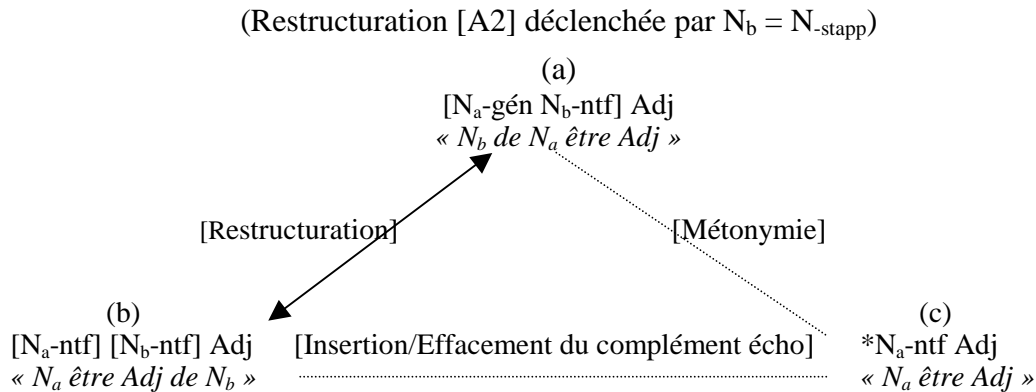 (Restructuration [A2] déclenchée par N_b = N_-stapp)
(a)
[N_a-gén N_b-ntf] Adj
« N_b de N_a être Adj »
[Restructuration] [Métonymie]
(b) (c)
[N_a-ntf] [N_b-ntf] Adj [Insertion/Effacement du complément écho] *N_a-ntf Adj
« N_a être Adj de N_b » « N_a être Adj »